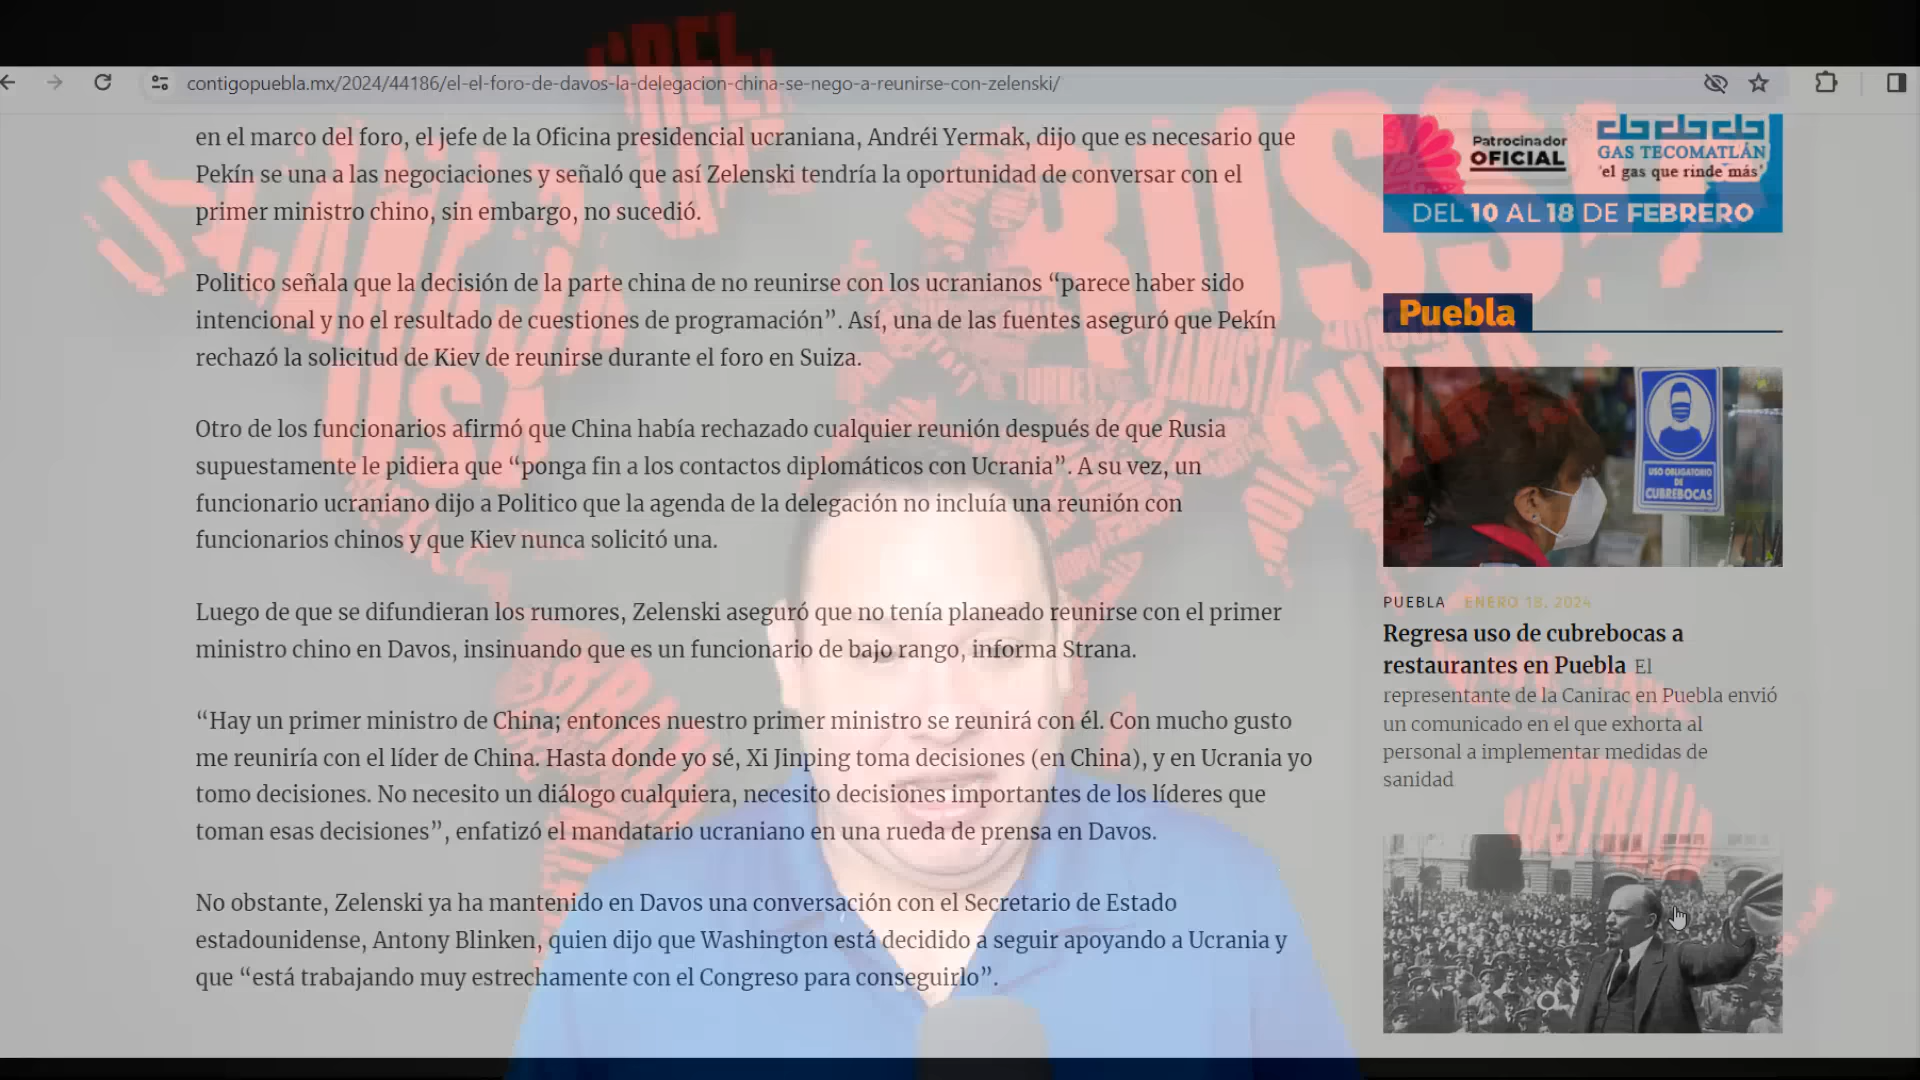 contigopuebla.mx/2024/44186/el-el-foro-de-davos-la-delegacion-china-se-nego-a-reunirse-con-zelenski/
en el marco del foro, el jefe de la Oficina presidencial ucraniana, Andréi Yermak, dijo que es necesario que
Pekín se una a las negociaciones y señaló que así Zelenski tendría la oportunidad de conversar con el
primer ministro chino, sin embargo, no sucedió.
Politico señala que la decisión de la parte china de no reunirse con los ucranianos “parece haber sido
intencional y no el resultado de cuestiones de programación”. Así, una de las fuentes aseguró que Pekín
rechazó la solicitud de Kiev de reunirse durante el foro en Suiza.
Otro de los funcionarios afirmó que China había rechazado cualquier reunión después de que Rusia
supuestamente le pidiera que “ponga fin a los contactos diplomáticos con Ucrania”. A su vez, un
funcionario ucraniano dijo a Politico que la agenda de la delegación no incluía una reunión con
funcionarios chinos y que Kiev nunca solicitó una.
Luego de que se difundieran los rumores, Zelenski aseguró que no tenía planeado reunirse con el primer
ministro chino en Davos, insinuando que es un funcionario de bajo rango, informa Strana.
“Hay un primer ministro de China; entonces nuestro primer ministro se reunirá con él. Con mucho gusto
me reuniría con el líder de China. Hasta donde yo sé, Xi Jinping toma decisiones (en China), y en Ucrania yo
tomo decisiones. No necesito un diálogo cualquiera, necesito decisiones importantes de los líderes que
toman esas decisiones”, enfatizó el mandatario ucraniano en una rueda de prensa en Davos.
No obstante, Zelenski ya ha mantenido en Davos una conversación con el Secretario de Estado
estadounidense, Antony Blinken, quien dijo que Washington está decidido a seguir apoyando a Ucrania y
que “está trabajando muy estrechamente con el Congreso para conseguirlo”.
Patrocinador
OFICIAL
GAS TECOMATLÁN
"el gas que rinde más"
DEL 10 AL 18 DE FEBRERO
Puebla
USO OBLIGATORIO
DE
CUBREBOCAS
PUEBLA ENERO 18, 2024
Regresa uso de cubrebocas a
restaurantes en Puebla El
representante de la Canirac en Puebla envió
un comunicado en el que exhorta al
personal a implementar medidas de
sanidad
USA